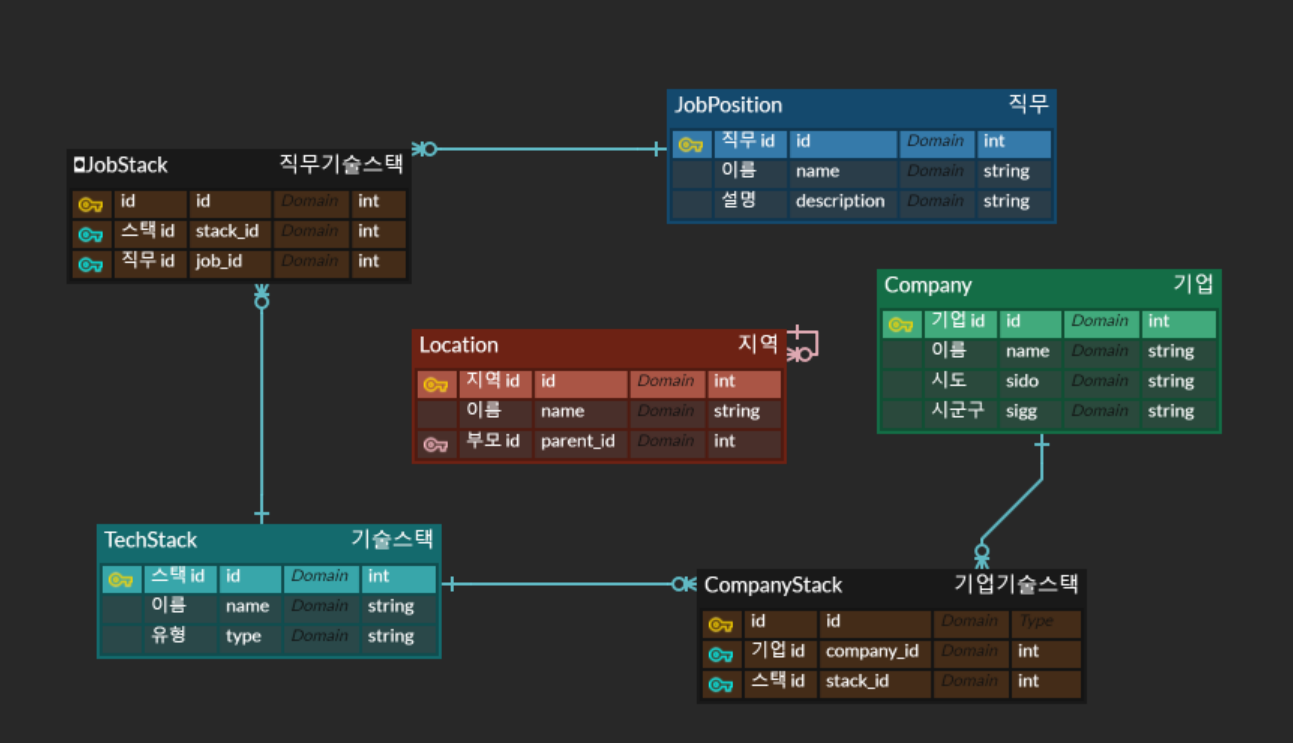 JobPosition 직무
직무 id id Domain int
이름 name Domain string
설명 description Domain string
JobStack 직무기술스택
id id Domain int
스택 id stack_id Domain int
직무 id job_id Domain int
Company 기업
기업 id id Domain int
이름 name Domain string
시도 sido Domain string
시군구 sigg Domain string
Location 지역
지역 id id Domain int
이름 name Domain string
부모 id parent_id Domain int
TechStack 기술스택
스택 id id Domain int
이름 name Domain string
유형 type Domain string
CompanyStack 기업기술스택
id id Domain Type
기업 id company_id Domain int
스택 id stack_id Domain int